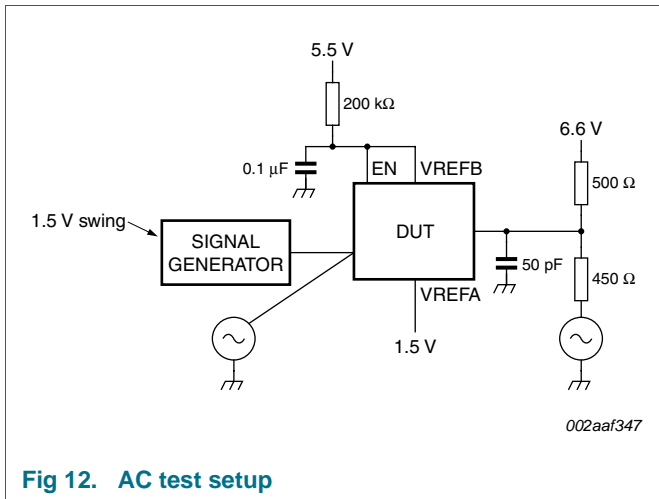 5.5 V
200 kΩ
6.6 V
0.1 μF
EN
VREFB
500 Ω
1.5 V swing
SIGNAL
GENERATOR
DUT
50 pF
450 Ω
VREFA
1.5 V
002aaf347
Fig 12. AC test setup